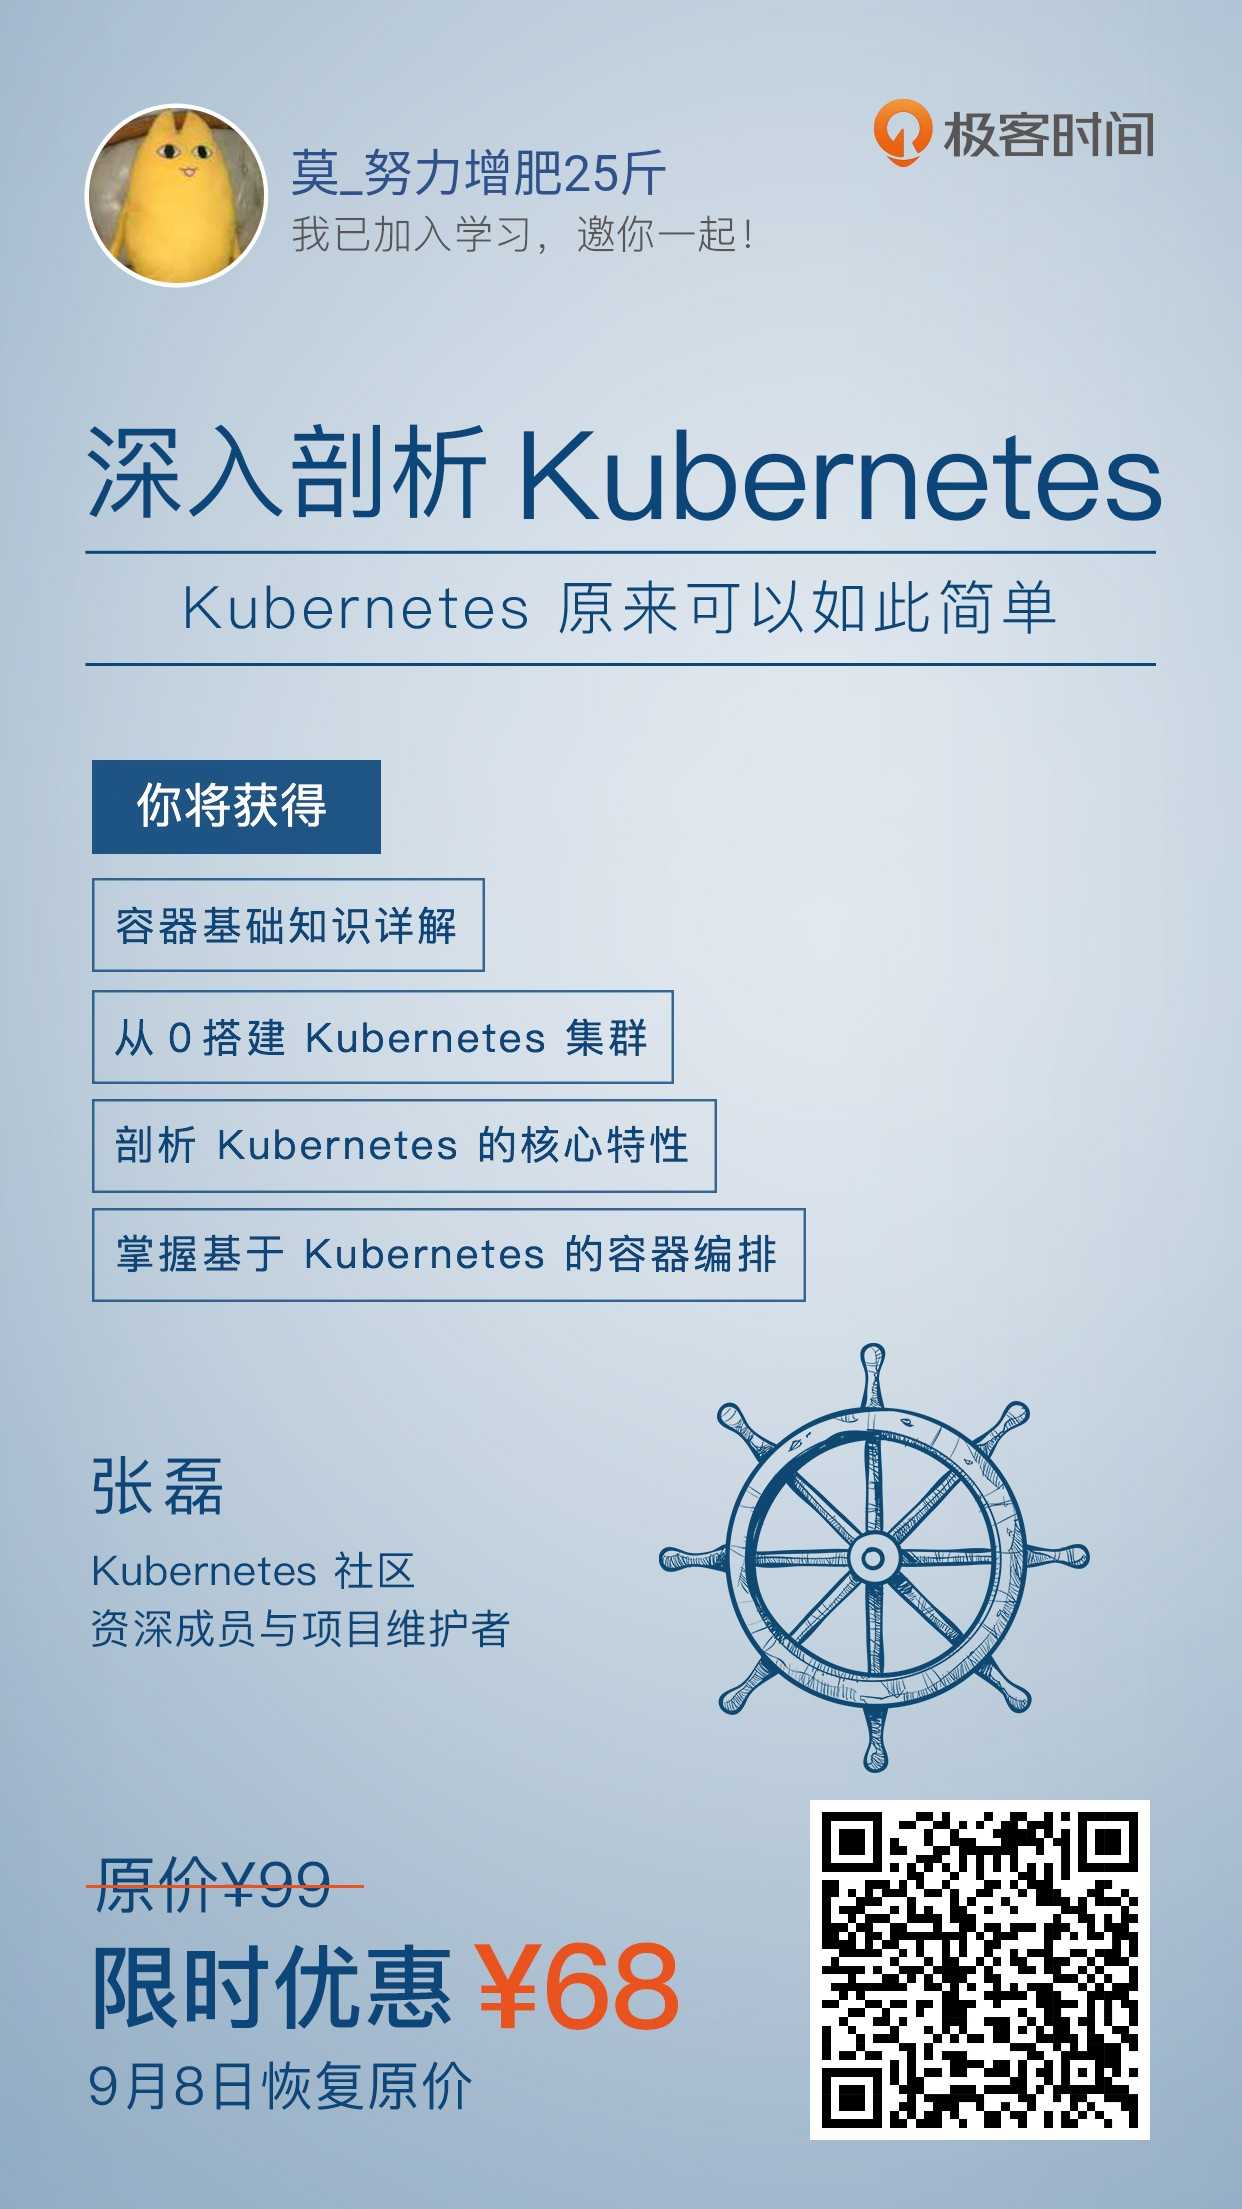 极客时间
莫_努力增肥25斤
我已加入学习，邀你一起！
深入剖析 Kubernetes
Kubernetes 原来可以如此简单
你将获得
容器基础知识详解
从 0 搭建 Kubernetes 集群
剖析 Kubernetes 的核心特性
掌握基于 Kubernetes 的容器编排
张磊
Kubernetes 社区
资深成员与项目维护者
原价¥99
限时优惠 ¥68
9月8日恢复原价